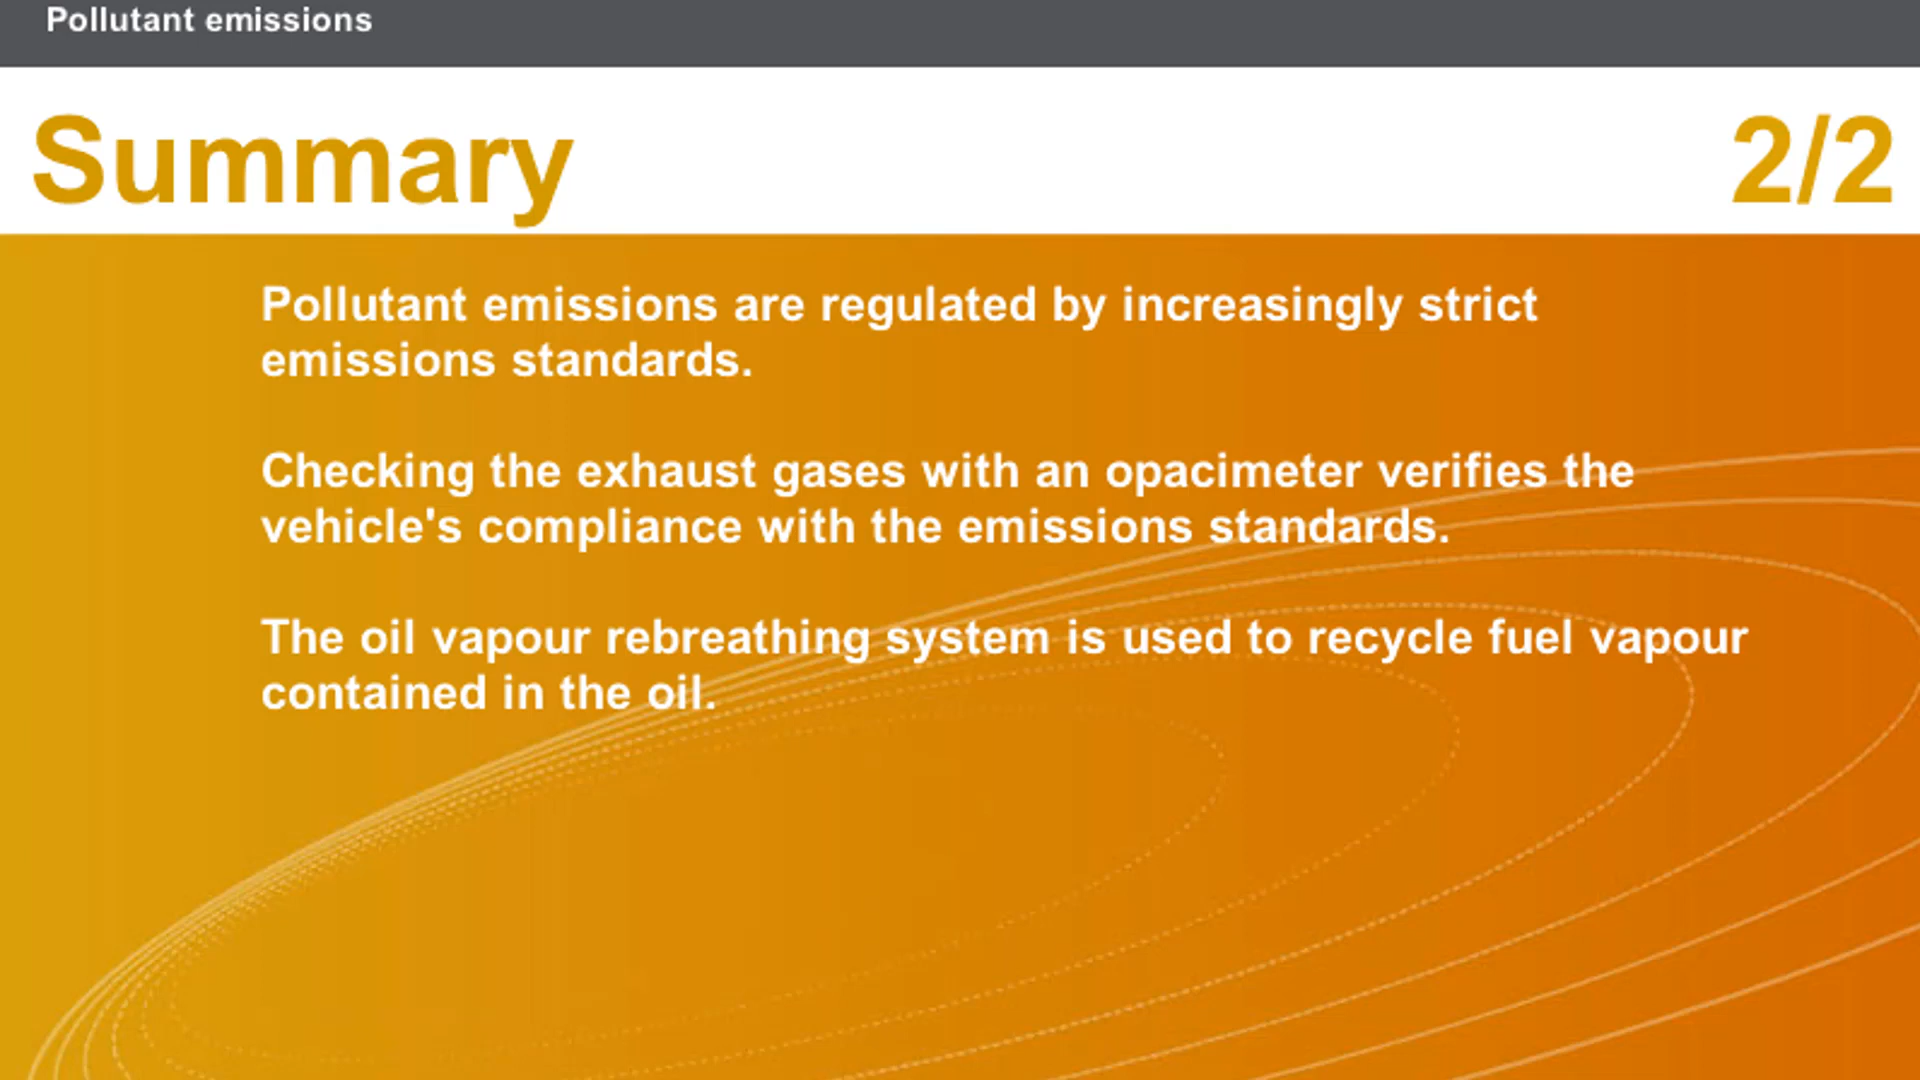 Pollutant emissions
Summary
2/2
Pollutant emissions are regulated by increasingly strict
emissions standards.
Checking the exhaust gases with an opacimeter verifies the
vehicle's compliance with the emissions standards.
The oil vapour rebreathing system is used to recycle fuel vapour
contained in the oil.